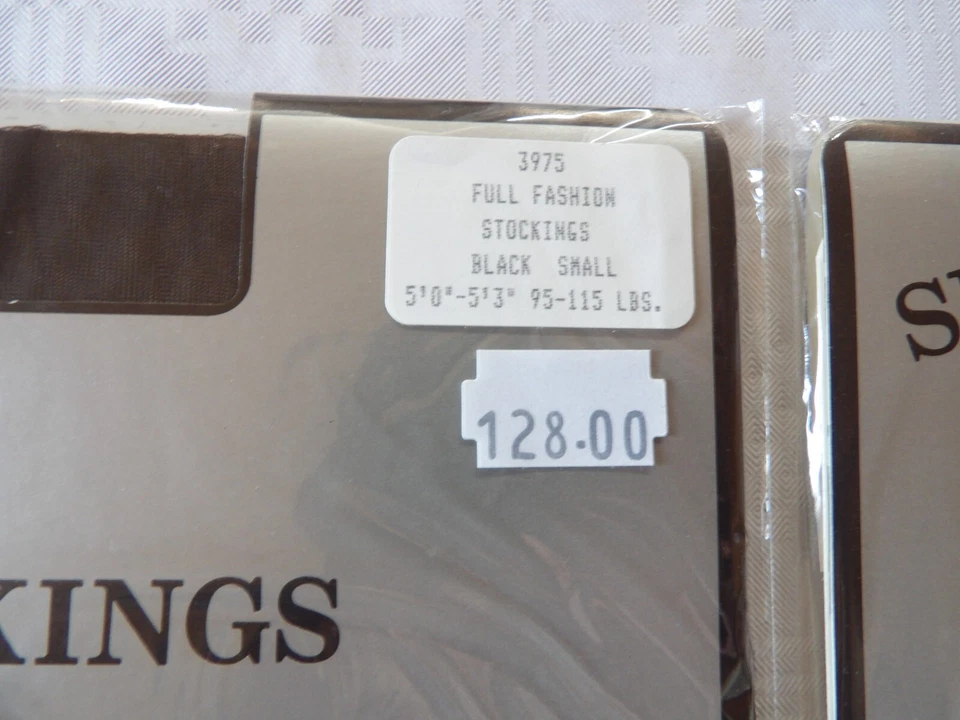 3975
FULL FASHION
STOCKINGS
BLACK SMALL
5'0"-5'3" 95-115 LBS.
128.00
KINGS
S